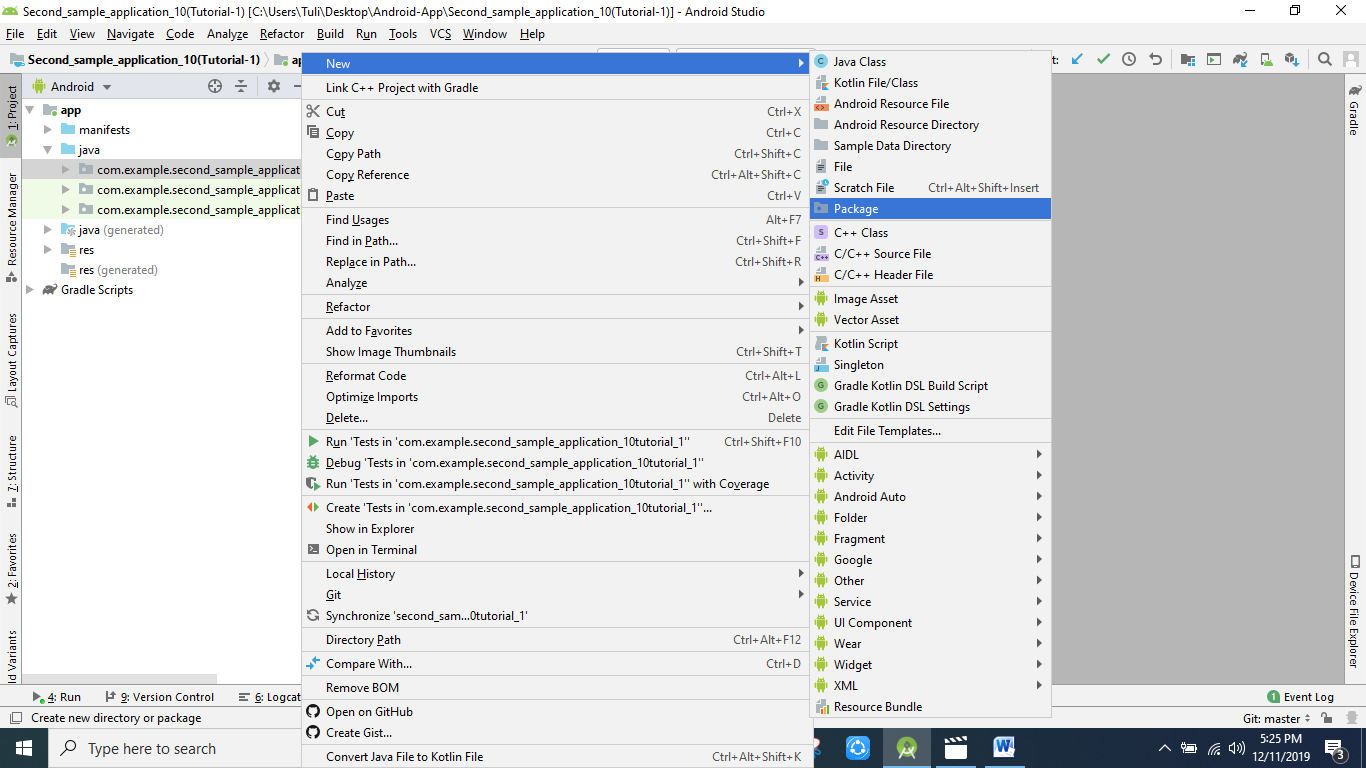 Second_sample_application_10(Tutorial-1) [C:\Users\Tuli\Desktop\Android-App\Second_sample_application_10(Tutorial-1)] - Android Studio
File Edit View Navigate Code Analyze Refactor Build Run Tools VCS Window Help
Second_sample_application_10(Tutorial-1)
Android
app
manifests
java
com.example.second_sample_applicat
com.example.second_sample_applicat
com.example.second_sample_applicat
java (generated)
res
res (generated)
Gradle Scripts
1: Project
Resource Manager
Layout Captures
7: Structure
2: Favorites
ld Variants
New
Link C++ Project with Gradle
Cut Ctrl+X
Copy Ctrl+C
Copy Path Ctrl+Shift+C
Copy Reference Ctrl+Alt+Shift+C
Paste Ctrl+V
Find Usages Alt+F7
Find in Path... Ctrl+Shift+F
Replace in Path... Ctrl+Shift+R
Analyze
Refactor
Add to Favorites
Show Image Thumbnails Ctrl+Shift+T
Reformat Code Ctrl+Alt+L
Optimize Imports Ctrl+Alt+O
Delete... Delete
Run 'Tests in 'com.example.second_sample_application_10tutorial_1'' Ctrl+Shift+F10
Debug 'Tests in 'com.example.second_sample_application_10tutorial_1''
Run 'Tests in 'com.example.second_sample_application_10tutorial_1'' with Coverage
Create 'Tests in 'com.example.second_sample_application_10tutorial_1''...
Show in Explorer
Open in Terminal
Local History
Git
Synchronize 'second_sam...0tutorial_1'
Directory Path Ctrl+Alt+F12
Compare With... Ctrl+D
Remove BOM
Open on GitHub
Create Gist...
Convert Java File to Kotlin File Ctrl+Alt+Shift+K
Java Class
Kotlin File/Class
Android Resource File
Android Resource Directory
Sample Data Directory
File
Scratch File Ctrl+Alt+Shift+Insert
Package
C++ Class
C/C++ Source File
C/C++ Header File
Image Asset
Vector Asset
Kotlin Script
Singleton
Gradle Kotlin DSL Build Script
Gradle Kotlin DSL Settings
Edit File Templates...
AIDL
Activity
Android Auto
Folder
Fragment
Google
Other
Service
UI Component
Wear
Widget
XML
Resource Bundle
Gradle
Device File Explorer
4: Run 9: Version Control 6: Logcat
Event Log
Create new directory or package
Git: master
Type here to search
5:25 PM
12/11/2019
3